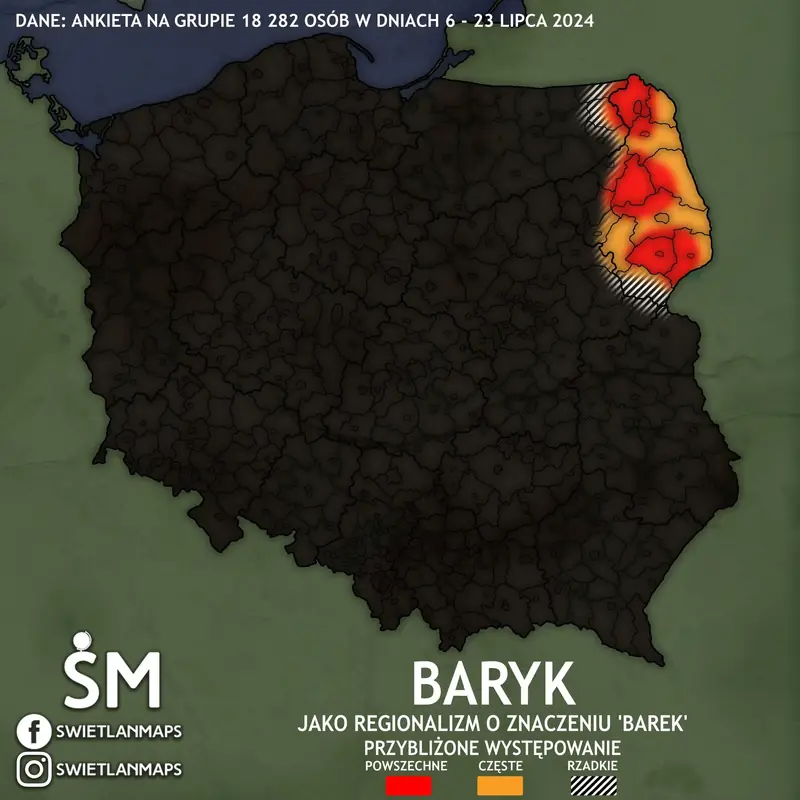 DANE: ANKIETA NA GRUPIE 18 282 OSÓB W DNIACH 6 - 23 LIPCA 2024
ŚM
SWIETLANMAPS
SWIETLANMAPS
BARYK
JAKO REGIONALIZM O ZNACZENIU 'BAREK'
PRZYBLIŻONE WYSTĘPOWANIE
POWSZECHNE CZĘSTE RZADKIE